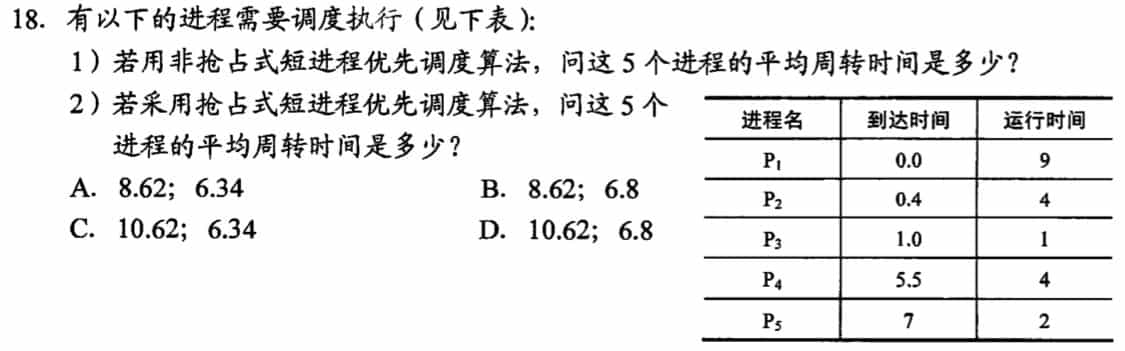 18. 有以下的进程需要调度执行（见下表）：
1）若用非抢占式短进程优先调度算法，问这 5 个进程的平均周转时间是多少？
2）若采用抢占式短进程优先调度算法，问这 5 个
进程的平均周转时间是多少？
A. 8.62；6.34 B. 8.62；6.8
C. 10.62；6.34 D. 10.62；6.8
进程名 到达时间 运行时间
P₁ 0.0 9
P₂ 0.4 4
P₃ 1.0 1
P₄ 5.5 4
P₅ 7 2